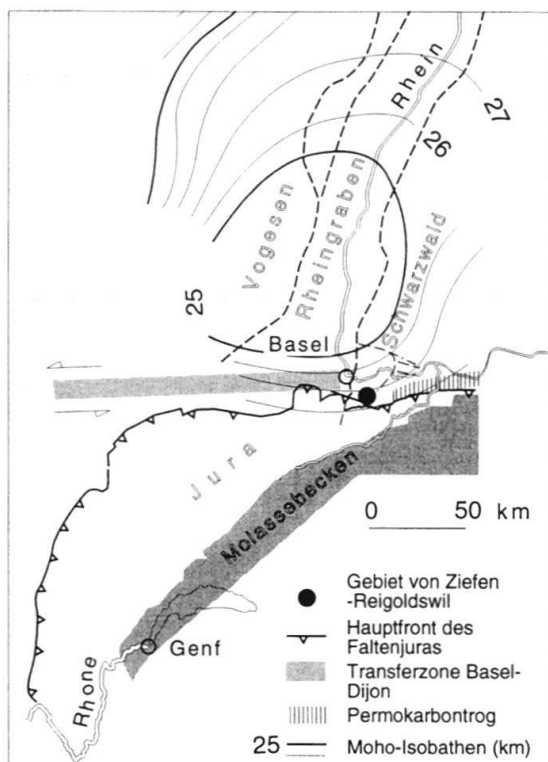 Rhein
27
26
Vogesen
Rheingraben
Schwarzwald
25
Basel
Jura
Molassebecken
0 50 km
Genf
Rhone
Gebiet von Ziefen
-Reigoldswil
Hauptfront des
Faltenjuras
Transferzone Basel-
Dijon
Permokarbontrog
25 Moho-Isobathen (km)